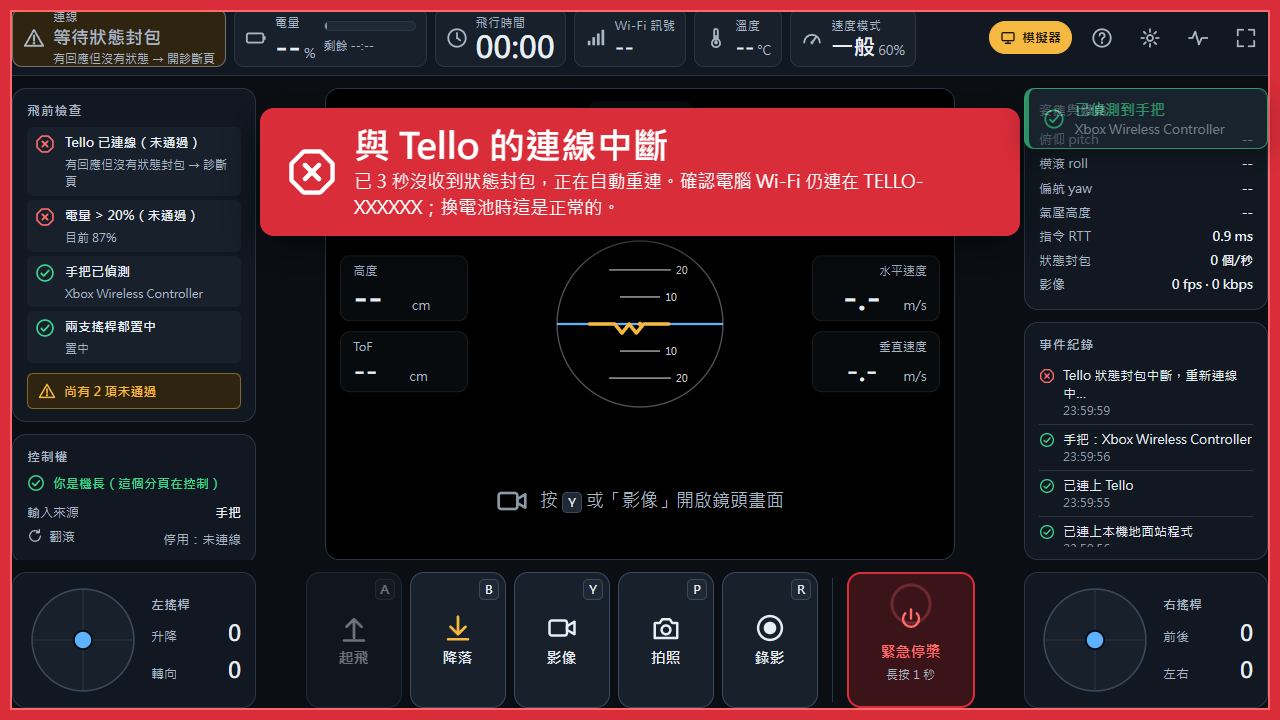 連線
等待狀態封包
有回應但沒有狀態 → 開診斷頁
電量
-- %
剩餘 --:--
飛行時間
00:00
Wi-Fi 訊號
--
溫度
-- °C
速度模式
一般 60%
模擬器
飛前檢查
Tello 已連線（未通過）
有回應但沒有狀態封包 → 診斷
頁
電量 > 20%（未通過）
目前 87%
手把已偵測
Xbox Wireless Controller
兩支搖桿都置中
置中
尚有 2 項未通過
控制權
你是機長（這個分頁在控制）
輸入來源 手把
翻滾 停用：未連線
與 Tello 的連線中斷
已 3 秒沒收到狀態封包，正在自動重連。確認電腦 Wi-Fi 仍連在 TELLO-
XXXXXX；換電池時這是正常的。
高度
-- cm
ToF
-- cm
20
10
10
20
水平速度
-.- m/s
垂直速度
-.- m/s
按 Y 或「影像」開啟鏡頭畫面
已偵測到手把
Xbox Wireless Controller
俯仰 pitch --
橫滾 roll --
偏航 yaw --
氣壓高度 --
指令 RTT 0.9 ms
狀態封包 0 個/秒
影像 0 fps · 0 kbps
事件紀錄
Tello 狀態封包中斷，重新連線
中…
23:59:59
手把：Xbox Wireless Controller
23:59:56
已連上 Tello
23:59:55
已連上本機地面站程式
左搖桿
升降 0
轉向 0
A
起飛
B
降落
Y
影像
P
拍照
R
錄影
緊急停槳
長按 1 秒
右搖桿
前後 0
左右 0